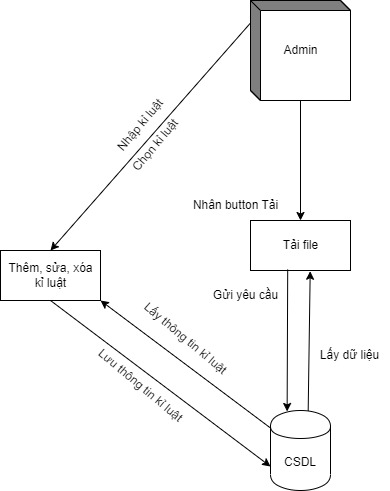 Admin
Nhập kỉ luật
Chọn kỉ luật
Nhân button Tải
Tải file
Thêm, sửa, xóa
kỉ luật
Gửi yêu cầu
Lấy thông tin kỉ luật
Lấy dữ liệu
Lưu thông tin kỉ luật
CSDL